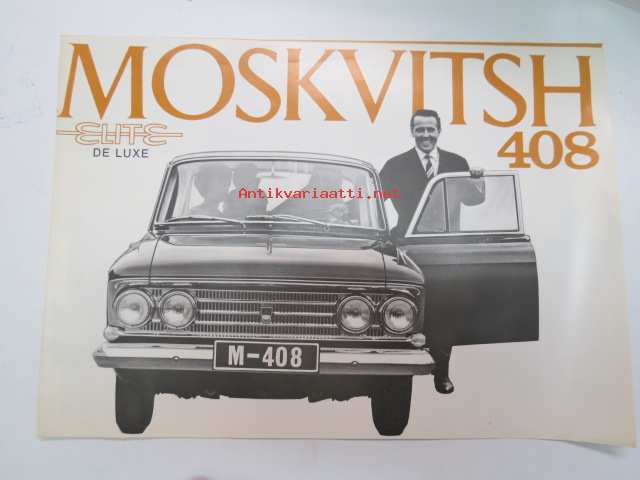 MOSKVITSH
408
ELITE
DE LUXE
Antikvariaatti.net
M-408